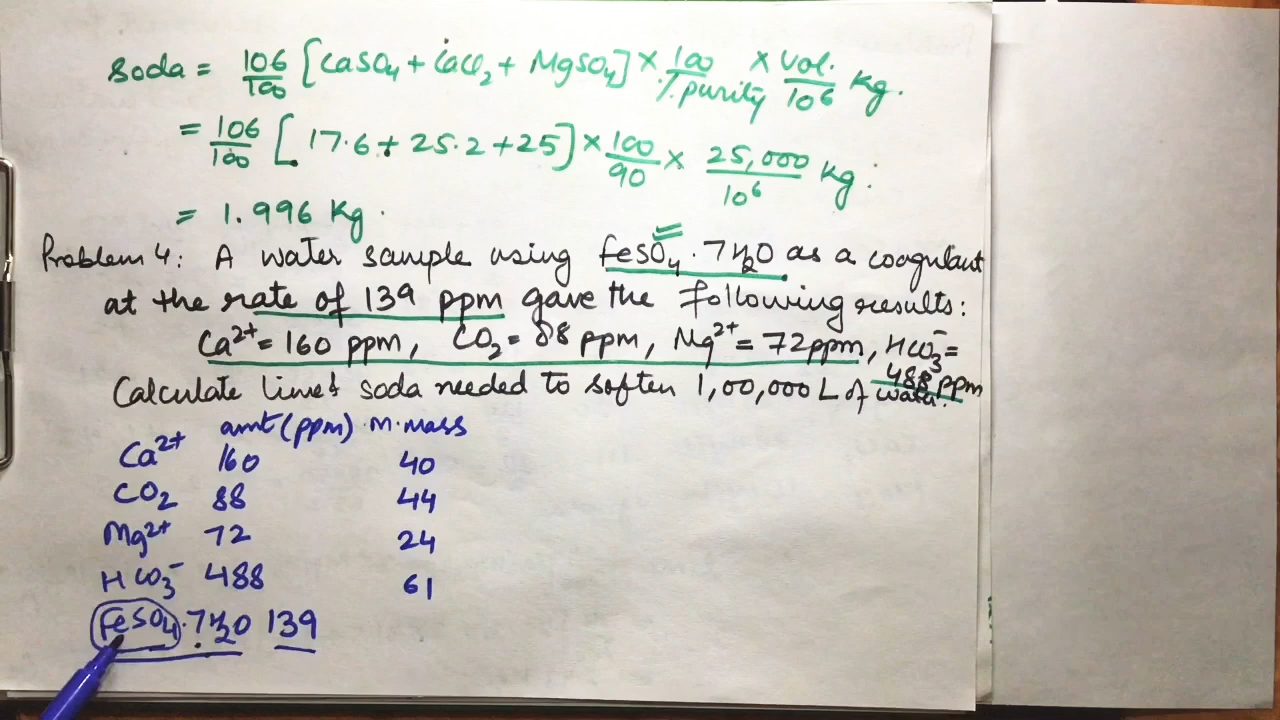 Soda = 106/100 [CaSO4 + CaCl2 + MgSO4] × 100/% purity × Vol./10⁶ Kg.
= 106/100 [17.6 + 25.2 + 25] × 100/90 × 25,000/10⁶ Kg.
= 1.996 Kg.
Problem 4: A water sample using FeSO4·7H2O as a coagulant
at the rate of 139 ppm gave the following results:
Ca²⁺ = 160 ppm, CO2 = 88 ppm, Mg²⁺ = 72 ppm, HCO3⁻ =
488 ppm
Calculate lime & soda needed to soften 1,00,000 L of water.
amt (ppm) M. Mass
Ca²⁺ 160 40
CO2 88 44
Mg²⁺ 72 24
HCO3⁻ 488 61
FeSO4·7H2O 139